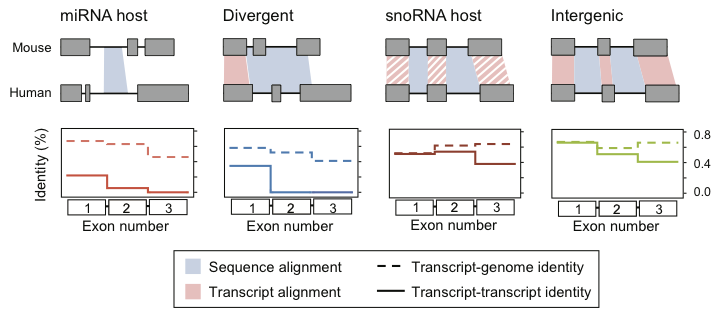 miRNA host Divergent snoRNA host Intergenic
Mouse
Human
Identity (%)
0.8
0.4
0.0
1 2 3 1 2 3 1 2 3 1 2 3
Exon number Exon number Exon number Exon number
Sequence alignment Transcript-genome identity
Transcript alignment Transcript-transcript identity